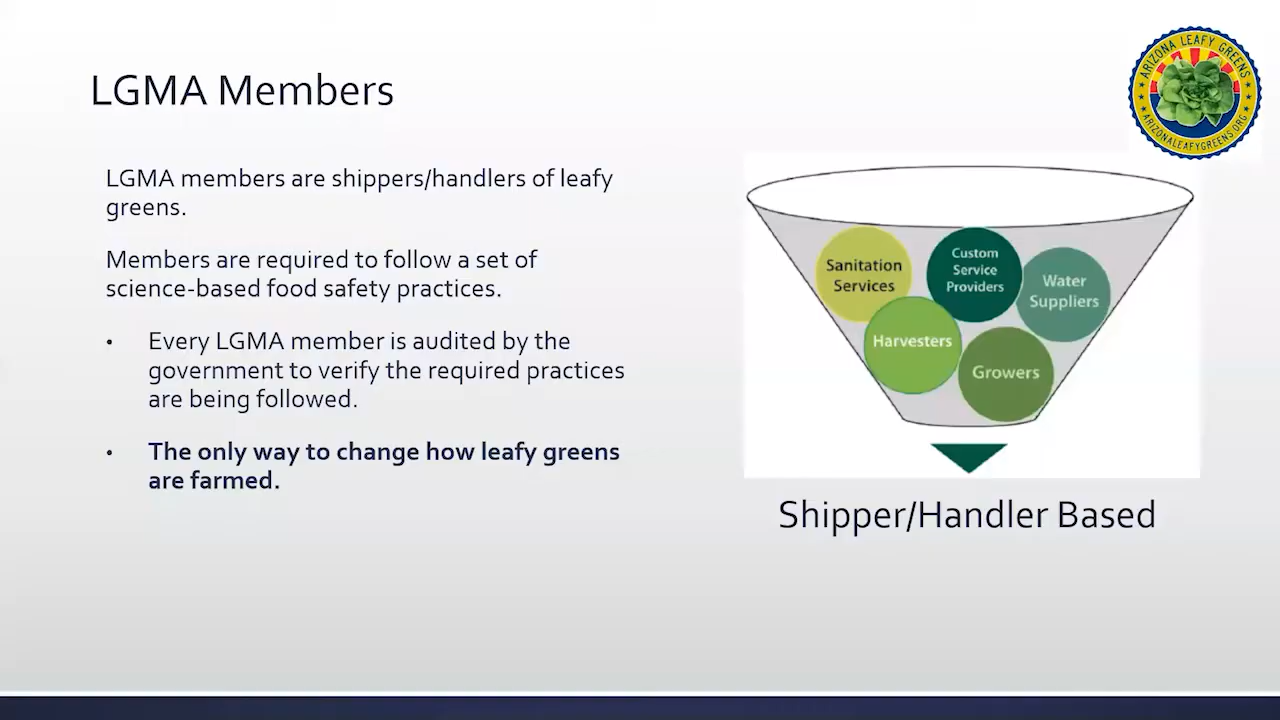 LGMA Members
LGMA members are shippers/handlers of leafy
greens.
Members are required to follow a set of
science-based food safety practices.
• Every LGMA member is audited by the
government to verify the required practices
are being followed.
• The only way to change how leafy greens
are farmed.
ARIZONA LEAFY GREENS
ARIZONALEAFYGREENS.ORG
Sanitation
Services
Custom
Service
Providers
Water
Suppliers
Harvesters
Growers
Shipper/Handler Based